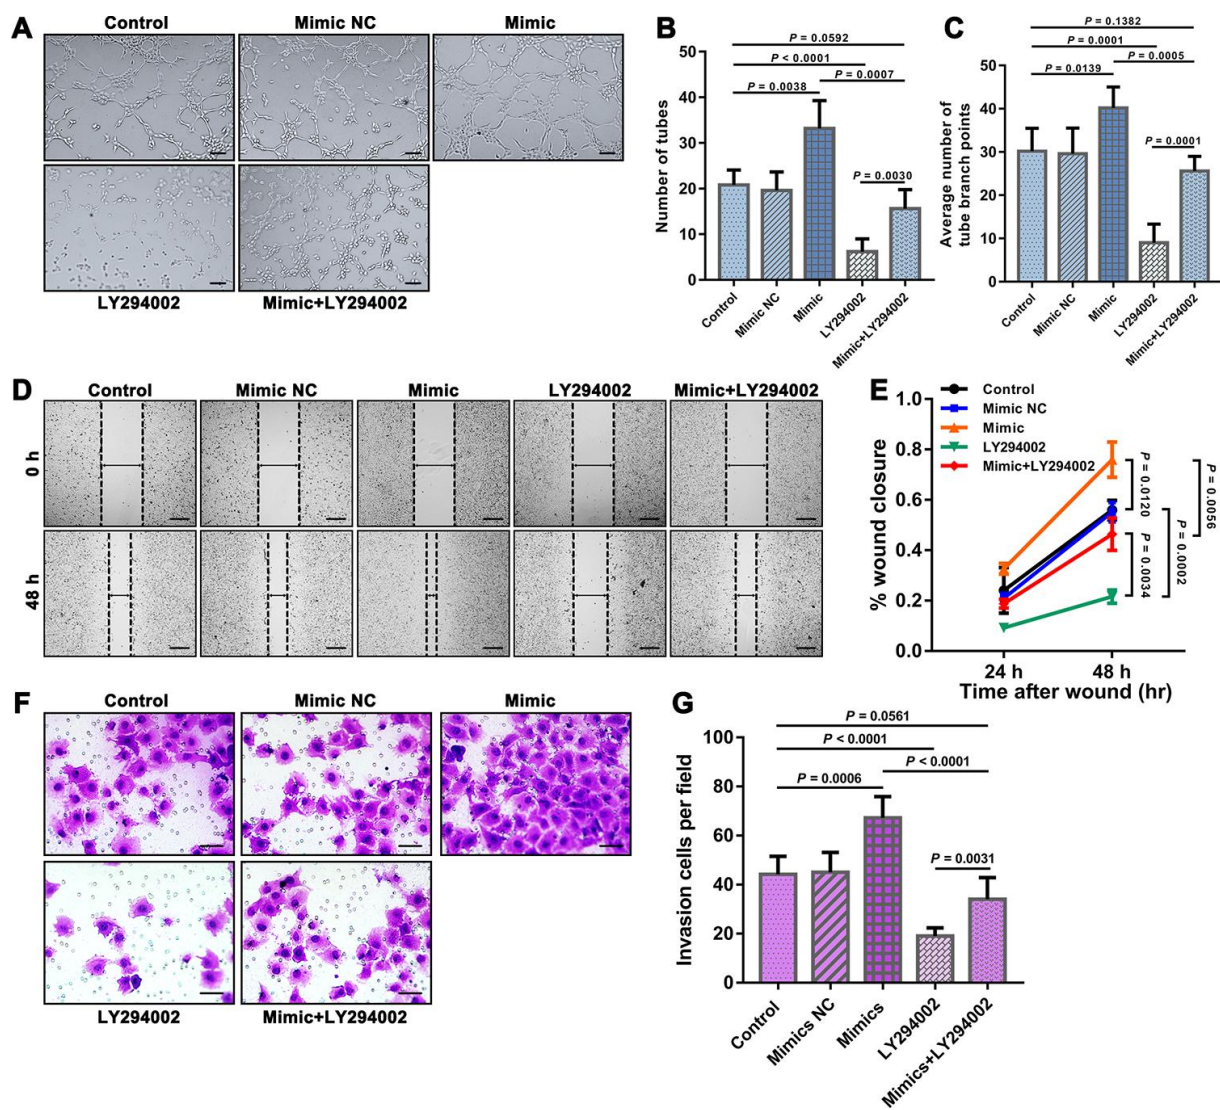 A
Control
Mimic NC
Mimic
LY294002
Mimic+LY294002
B
Number of tubes
50
40
30
20
10
0
P = 0.0592
P < 0.0001
P = 0.0007
P = 0.0038
P = 0.0030
Control
Mimic NC
Mimic
LY294002
Mimic+LY294002
C
Average number of
tube branch points
50
40
30
20
10
0
P = 0.1382
P = 0.0001
P = 0.0005
P = 0.0139
P = 0.0001
Control
Mimic NC
Mimic
LY294002
Mimic+LY294002
D
Control
Mimic NC
Mimic
LY294002
Mimic+LY294002
0 h
48 h
E
Control
Mimic NC
Mimic
LY294002
Mimic+LY294002
% wound closure
1.0
0.8
0.6
0.4
0.2
0.0
P = 0.0120
P = 0.0056
P = 0.0034
P = 0.0002
24 h
48 h
Time after wound (hr)
F
Control
Mimic NC
Mimic
LY294002
Mimic+LY294002
G
Invasion cells per field
100
80
60
40
20
0
P = 0.0561
P < 0.0001
P < 0.0001
P = 0.0006
P = 0.0031
Control
Mimics NC
Mimics
LY294002
Mimics+LY294002